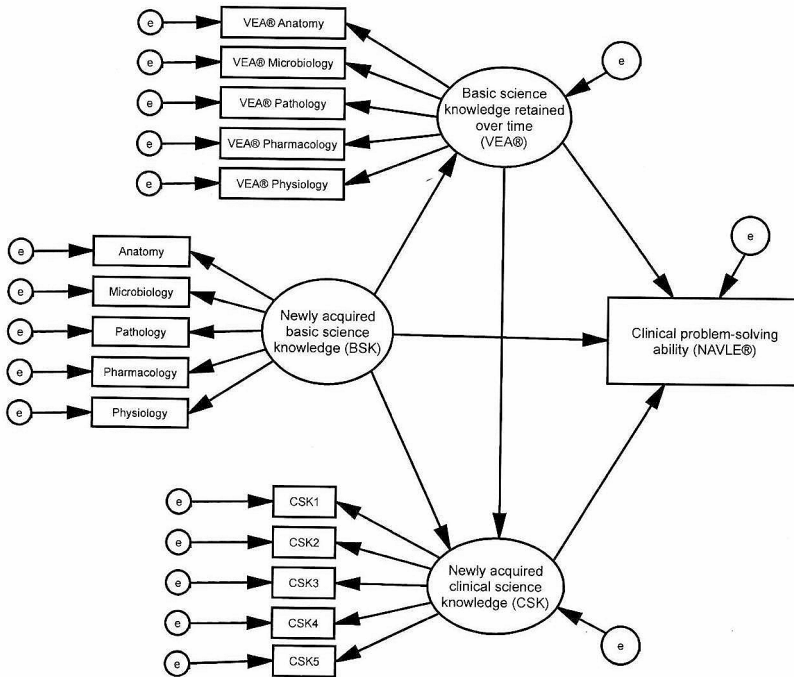 e
VEA® Anatomy
e
VEA® Microbiology
e
VEA® Pathology
e
VEA® Pharmacology
e
VEA® Physiology
Basic science
knowledge retained
over time
(VEA®)
e
e
Anatomy
e
Microbiology
e
Pathology
e
Pharmacology
e
Physiology
Newly acquired
basic science
knowledge (BSK)
e
Clinical problem-solving
ability (NAVLE®)
e
CSK1
e
CSK2
e
CSK3
e
CSK4
e
CSK5
Newly acquired
clinical science
knowledge (CSK)
e